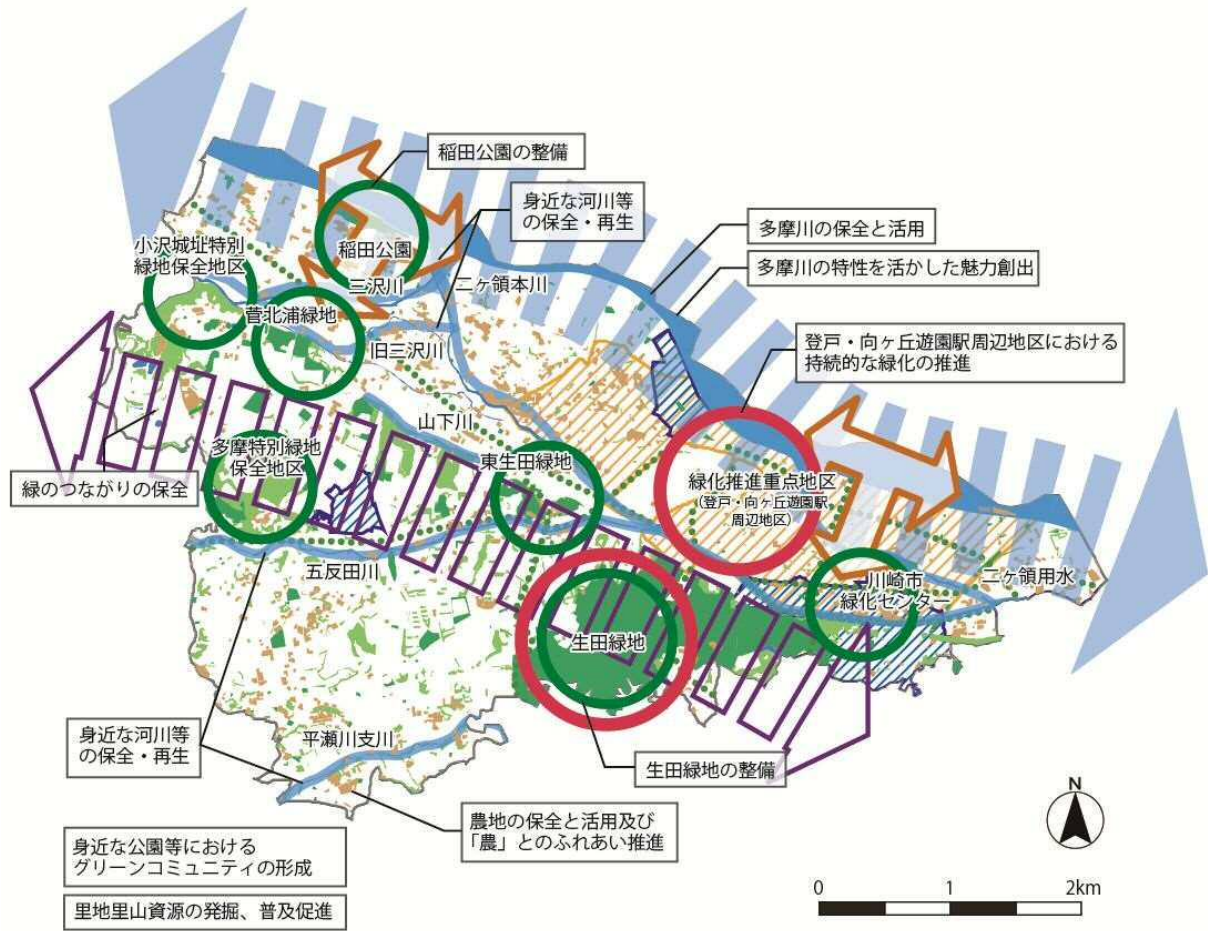 稲田公園の整備
身近な河川等
の保全・再生
多摩川の保全と活用
多摩川の特性を活かした魅力創出
小沢城址特別
緑地保全地区
稲田公園
三沢川
二ヶ領本川
菅北浦緑地
旧三沢川
登戸・向ヶ丘遊園駅周辺地区における
持続的な緑化の推進
山下川
多摩特別緑地
保全地区
東生田緑地
緑のつながりの保全
緑化推進重点地区
(登戸・向ヶ丘遊園駅
周辺地区)
五反田川
川崎市
緑化センター
二ヶ領用水
生田緑地
身近な河川等
の保全・再生
平瀬川支川
生田緑地の整備
農地の保全と活用及び
「農」とのふれあい推進
身近な公園等における
グリーンコミュニティの形成
里地里山資源の発掘、普及促進
N
0 1 2km